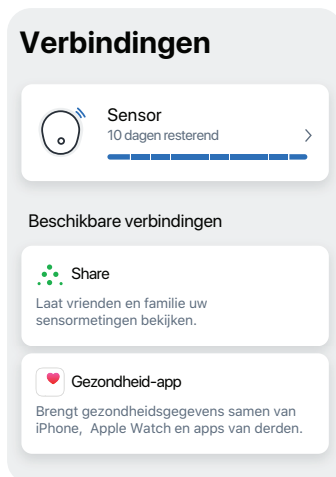 Verbindingen
Sensor
10 dagen resterend
Beschikbare verbindingen
Share
Laat vrienden en familie uw
sensormetingen bekijken.
Gezondheid-app
Brengt gezondheidsgegevens samen van
iPhone, Apple Watch en apps van derden.